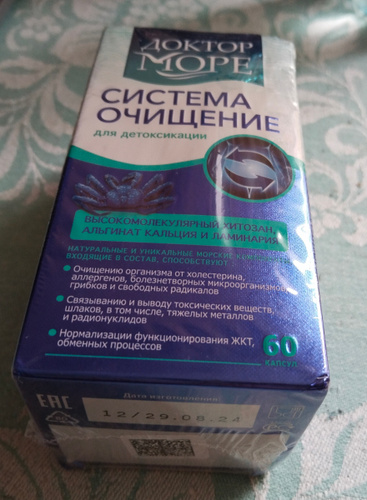 ДОКТОР
МОРЕ
СИСТЕМА
ОЧИЩЕНИЕ
для детоксикации
ВЫСОКОМОЛЕКУЛЯРНЫЙ ХИТОЗАН,
АЛЬГИНАТ КАЛЬЦИЯ И ЛАМИНАРИЯ
НАТУРАЛЬНЫЕ И УНИКАЛЬНЫЕ МОРСКИЕ
ВХОДЯЩИЕ В СОСТАВ, СПОСОБСТВУЮТ:
• Очищению организма от холестерина,
аллергенов, болезнетворных микроорганизмов,
грибков и свободных радикалов
• Связыванию и выводу токсических веществ,
шлаков, в том числе, тяжелых металлов
и радионуклидов
• Нормализации функционирования ЖКТ,
обменных процессов
60
КАПСУЛ
ЕАС
Дата изготовления:
12/29.08.24